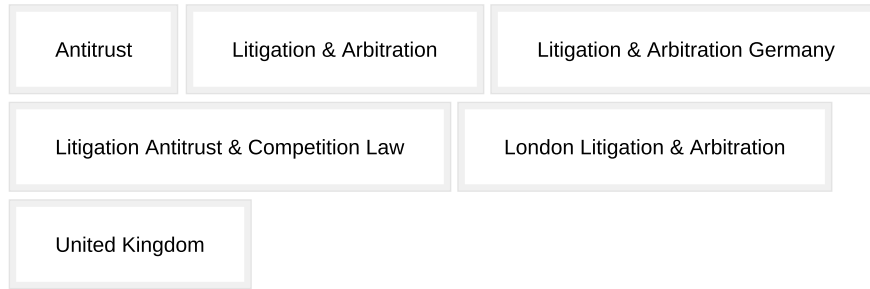 Antitrust Litigation & Arbitration Litigation & Arbitration Germany
Litigation Antitrust & Competition Law London Litigation & Arbitration
United Kingdom